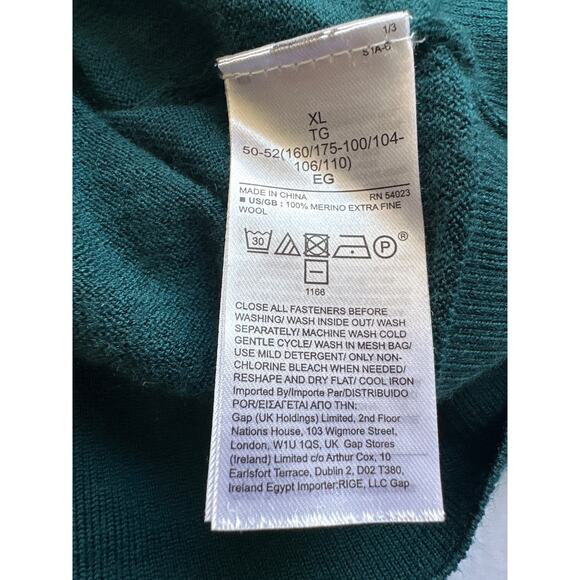 1/3
XL
TG
50-52(160/175-100/104-
106/110)
EG
MADE IN CHINA RN 54023
■ US/GB : 100% MERINO EXTRA FINE
WOOL
30 P ®
1166
CLOSE ALL FASTENERS BEFORE
WASHING/ WASH INSIDE OUT/ WASH
SEPARATELY/ MACHINE WASH COLD
GENTLE CYCLE/ WASH IN MESH BAG/
USE MILD DETERGENT/ ONLY NON-
CHLORINE BLEACH WHEN NEEDED/
RESHAPE AND DRY FLAT/ COOL IRON
Imported By/Importe Par/DISTRIBUIDO
POR/ΕΙΣΑΓΕΤΑΙ ΑΠΟ ΤΗΝ:
Gap (UK Holdings) Limited, 2nd Floor
Nations House, 103 Wigmore Street,
London, W1U 1QS, UK Gap Stores
(Ireland) Limited c/o Arthur Cox, 10
Earlsfort Terrace, Dublin 2, D02 T380,
Ireland Egypt Importer:RIGE, LLC Gap